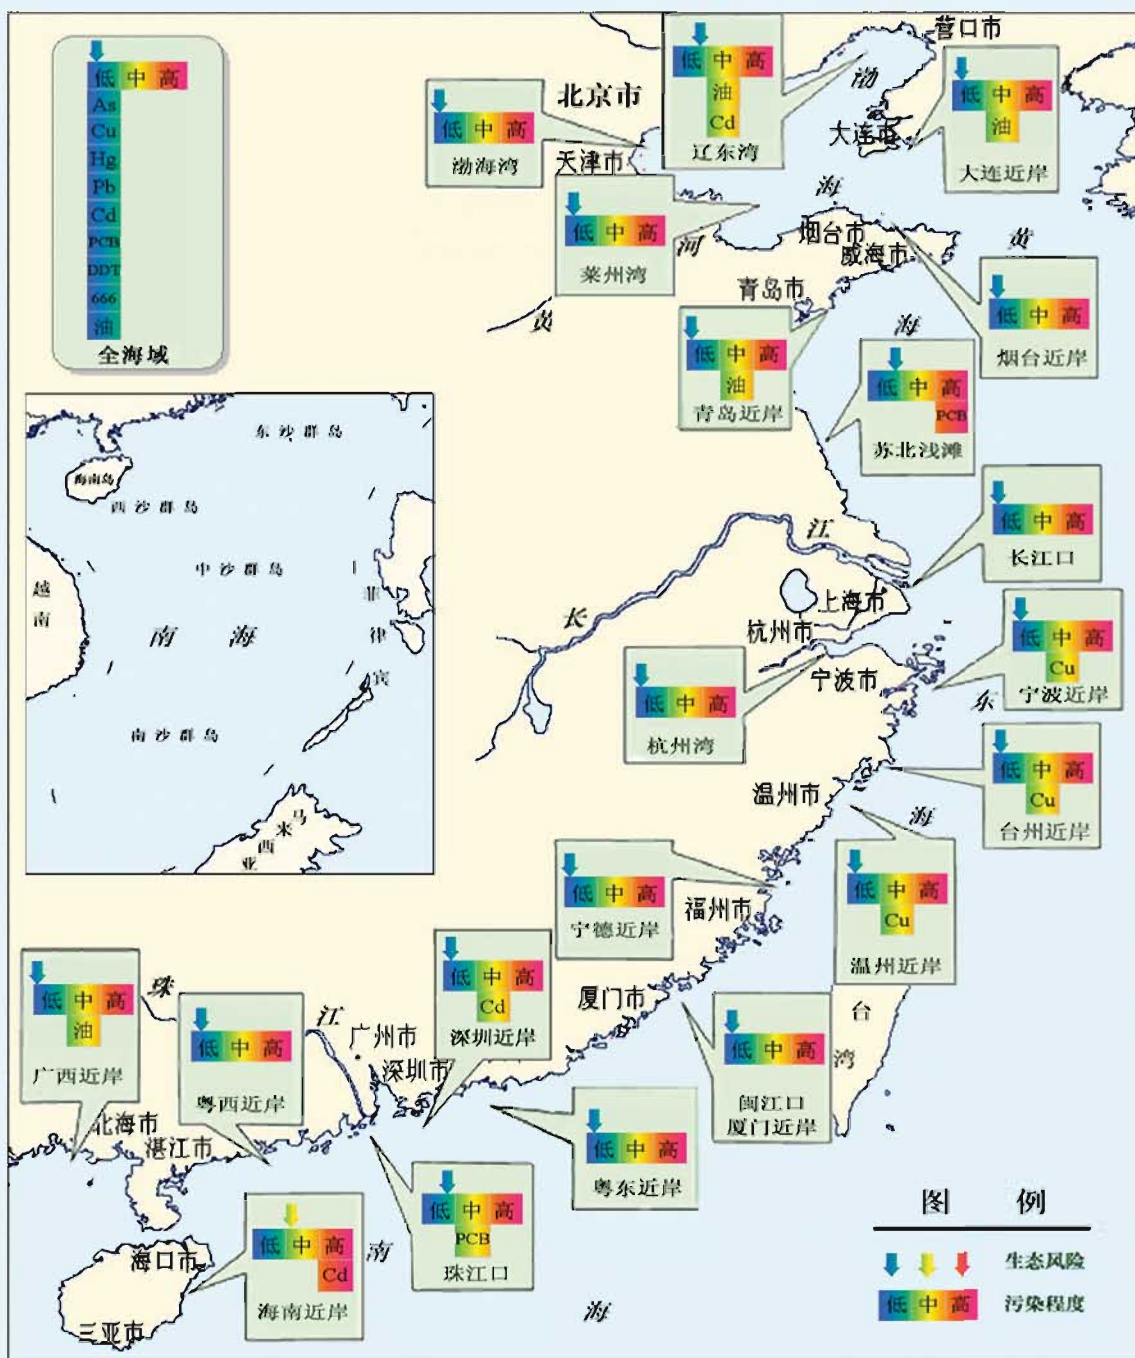 低 中 高
As
Cu
Hg
Pb
Cd
PCB
DDT
666
油
全海域
北京市
天津市
营口市
渤
大连市
海
低 中 高
渤海湾
低 中 高
油
Cd
辽东湾
低 中 高
油
大连近岸
低 中 高
莱州湾
河
黄
烟台市
威海市
青岛市
黄
海
低 中 高
烟台近岸
低 中 高
油
青岛近岸
低 中 高
PCB
苏北浅滩
东沙群岛
海南岛
西沙群岛
中沙群岛
越
南
菲
律
宾
南 海
南沙群岛
马
来
西
亚
江
长
低 中 高
长江口
上海市
杭州市
宁波市
低 中 高
Cu
宁波近岸
东
海
低 中 高
杭州湾
低 中 高
Cu
台州近岸
温州市
低 中 高
宁德近岸
福州市
低 中 高
Cu
温州近岸
厦门市
台
湾
低 中 高
闽江口
厦门近岸
低 中 高
Cd
深圳近岸
珠
江
广州市
深圳市
低 中 高
油
广西近岸
低 中 高
粤西近岸
北海市
湛江市
低 中 高
粤东近岸
低 中 高
PCB
珠江口
低 中 高
Cd
海南近岸
海口市
三亚市
南
海
图 例
生态风险
低 中 高
污染程度